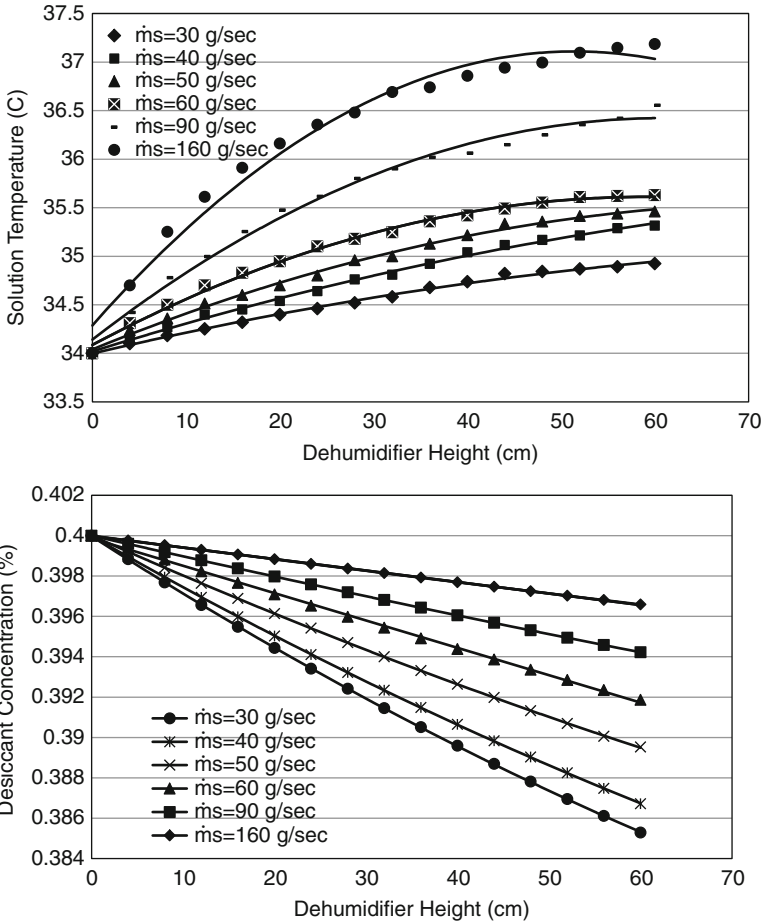 37.5
37
36.5
36
35.5
35
34.5
34
33.5
Solution Temperature (C)
ṁs=30 g/sec
ṁs=40 g/sec
ṁs=50 g/sec
ṁs=60 g/sec
ṁs=90 g/sec
ṁs=160 g/sec
0 10 20 30 40 50 60 70
Dehumidifier Height (cm)
0.402
0.4
0.398
0.396
0.394
0.392
0.39
0.388
0.386
0.384
Desiccant Concentration (%)
ṁs=30 g/sec
ṁs=40 g/sec
ṁs=50 g/sec
ṁs=60 g/sec
ṁs=90 g/sec
ṁs=160 g/sec
0 10 20 30 40 50 60 70
Dehumidifier Height (cm)